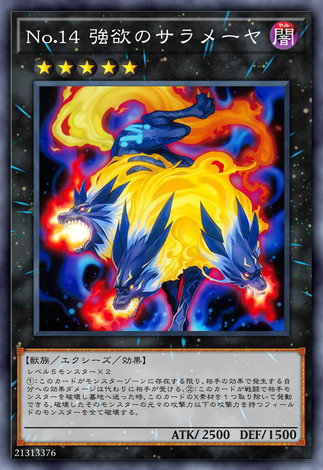 No.14 強欲のサラメーヤ
闇
【獣族／エクシーズ／効果】
レベル５モンスター×２
①：このカードがモンスターゾーンに存在する限り、相手の効果で発生する自
分への効果ダメージは代わりに相手が受ける。②：このカードが戦闘で相手モ
ンスターを破壊し墓地へ送った時、このカードのX素材を１つ取り除いて発動
できる。破壊したそのモンスターの元々の攻撃力以下の攻撃力を持つフィー
ルドのモンスターを全て破壊する。
ATK/ 2500 DEF/1500
21313376